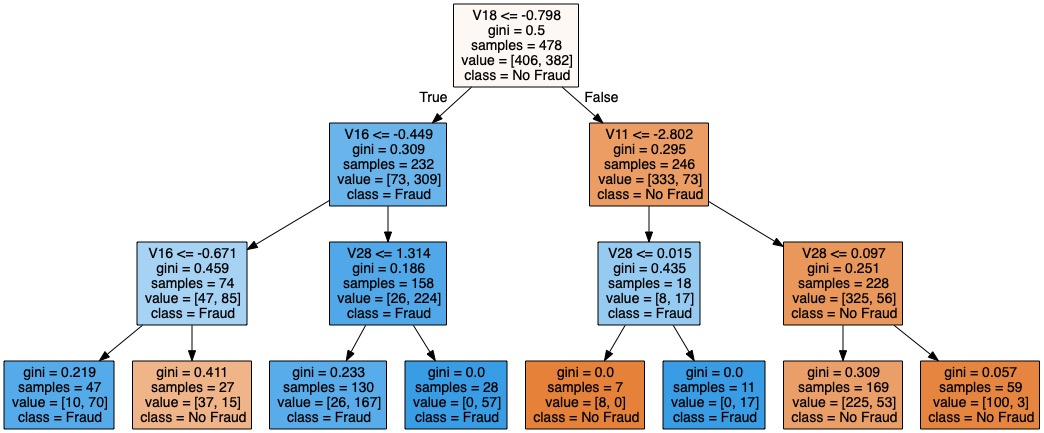 V18 <= -0.798
gini = 0.5
samples = 478
value = [406, 382]
class = No Fraud
True
False
V16 <= -0.449
gini = 0.309
samples = 232
value = [73, 309]
class = Fraud
V11 <= -2.802
gini = 0.295
samples = 246
value = [333, 73]
class = No Fraud
V16 <= -0.671
gini = 0.459
samples = 74
value = [47, 85]
class = Fraud
V28 <= 1.314
gini = 0.186
samples = 158
value = [26, 224]
class = Fraud
V28 <= 0.015
gini = 0.435
samples = 18
value = [8, 17]
class = Fraud
V28 <= 0.097
gini = 0.251
samples = 228
value = [325, 56]
class = No Fraud
gini = 0.219
samples = 47
value = [10, 70]
class = Fraud
gini = 0.411
samples = 27
value = [37, 15]
class = No Fraud
gini = 0.233
samples = 130
value = [26, 167]
class = Fraud
gini = 0.0
samples = 28
value = [0, 57]
class = Fraud
gini = 0.0
samples = 7
value = [8, 0]
class = No Fraud
gini = 0.0
samples = 11
value = [0, 17]
class = Fraud
gini = 0.309
samples = 169
value = [225, 53]
class = No Fraud
gini = 0.057
samples = 59
value = [100, 3]
class = No Fraud